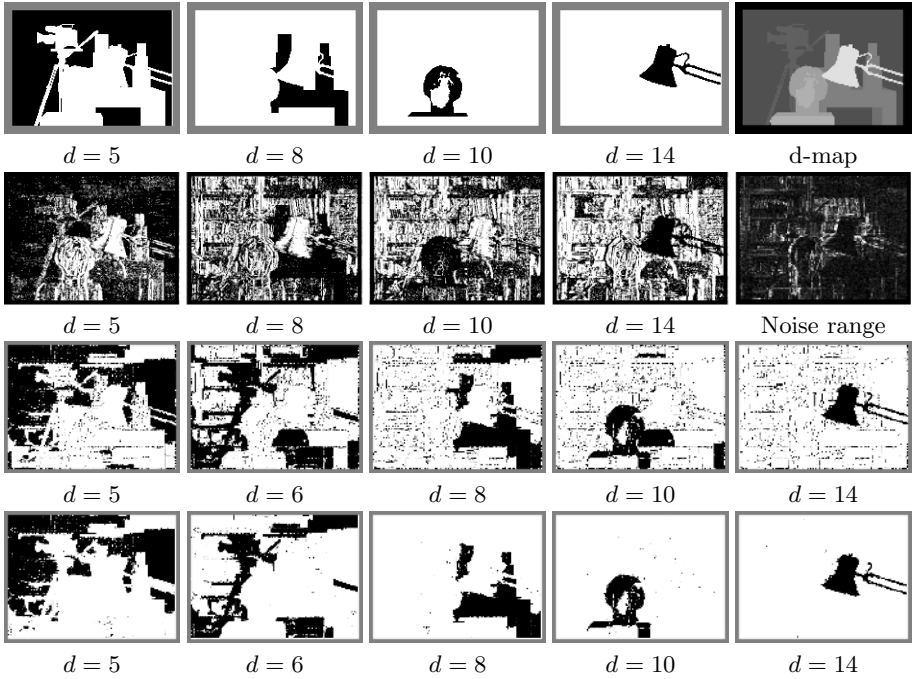 d = 5 d = 8 d = 10 d = 14 d-map
d = 5 d = 8 d = 10 d = 14 Noise range
d = 5 d = 6 d = 8 d = 10 d = 14
d = 5 d = 6 d = 8 d = 10 d = 14